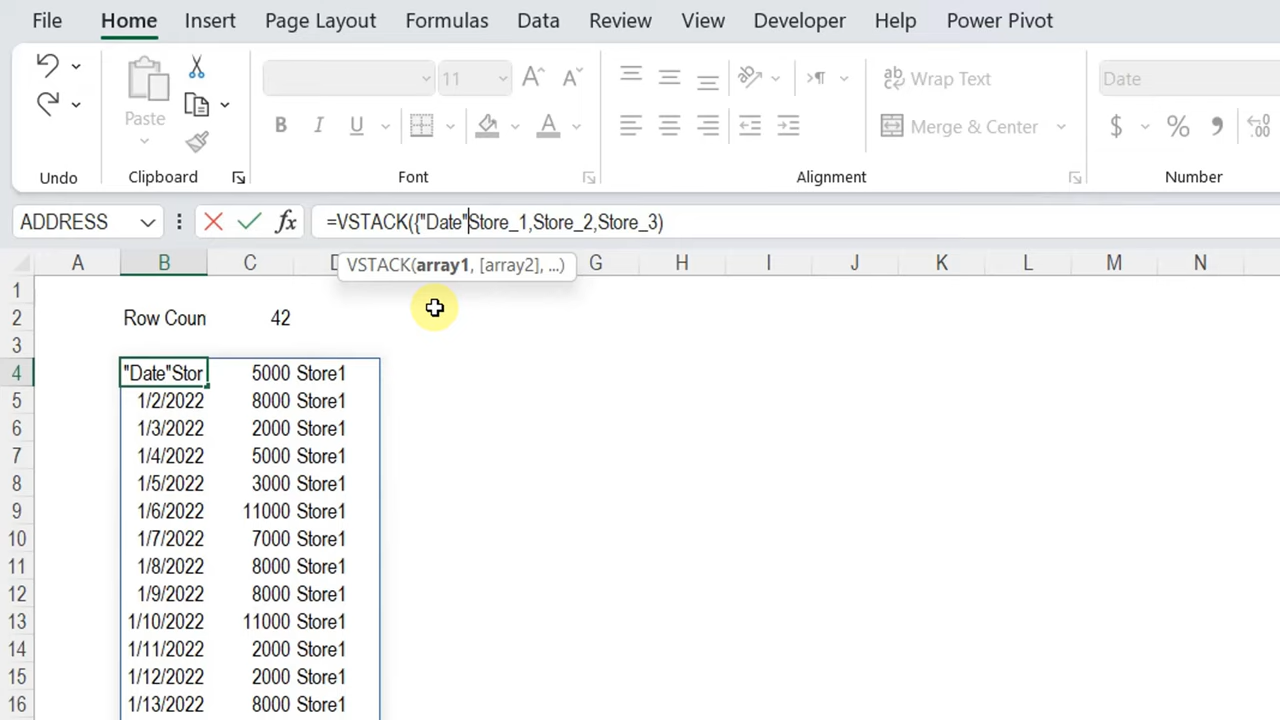 File Home Insert Page Layout Formulas Data Review View Developer Help Power Pivot
11 A^ A ab Wrap Text Date
Paste B I U A Merge & Center $ % 9 .00
Undo Clipboard Font Alignment Number
ADDRESS fx =VSTACK({"Date"Store_1,Store_2,Store_3)
VSTACK(array1, [array2], ...)
A B C D G H I J K L M N
1
2 Row Coun 42
3
4 "Date"Stor 5000 Store1
5 1/2/2022 8000 Store1
6 1/3/2022 2000 Store1
7 1/4/2022 5000 Store1
8 1/5/2022 3000 Store1
9 1/6/2022 11000 Store1
10 1/7/2022 7000 Store1
11 1/8/2022 8000 Store1
12 1/9/2022 8000 Store1
13 1/10/2022 11000 Store1
14 1/11/2022 2000 Store1
15 1/12/2022 2000 Store1
16 1/13/2022 8000 Store1